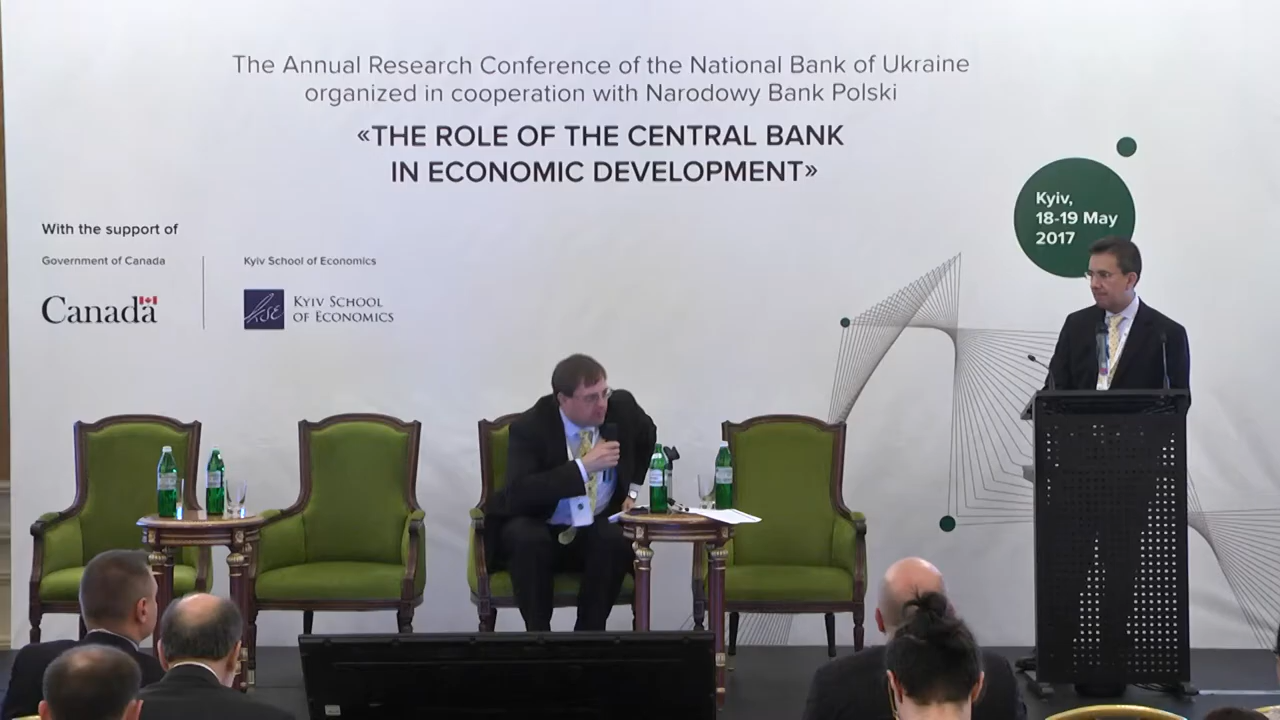 The Annual Research Conference of the National Bank of Ukraine
organized in cooperation with Narodowy Bank Polski
«THE ROLE OF THE CENTRAL BANK
IN ECONOMIC DEVELOPMENT»
Kyiv,
18-19 May
2017
With the support of
Government of Canada
Canada
Kyiv School of Economics
KSE
KYIV SCHOOL
OF ECONOMICS